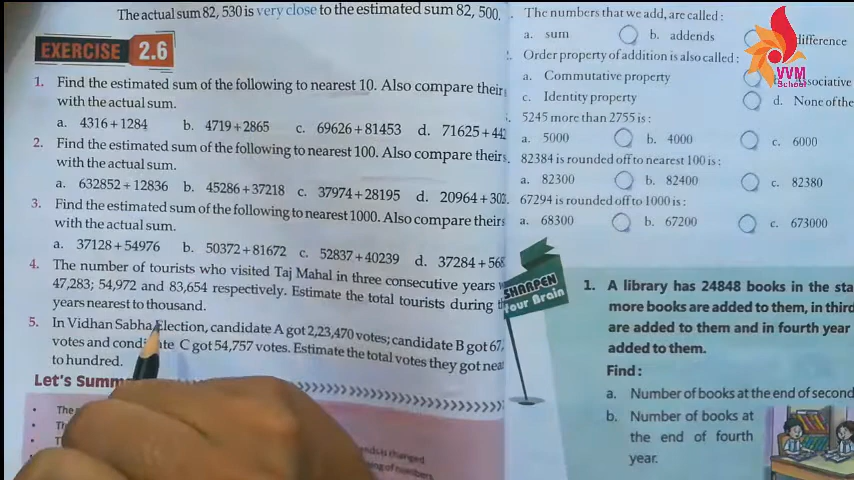 The actual sum 82, 530 is very close to the estimated sum 82, 500.
EXERCISE 2.6
1. Find the estimated sum of the following to nearest 10. Also compare their
with the actual sum.
a. 4316+1284 b. 4719+2865 c. 69626+81453 d. 71625+442
2. Find the estimated sum of the following to nearest 100. Also compare their
with the actual sum.
a. 632852+12836 b. 45286+37218 c. 37974+28195 d. 20964+303
3. Find the estimated sum of the following to nearest 1000. Also compare their
with the actual sum.
a. 37128+54976 b. 50372+81672 c. 52837+40239 d. 37284+568
4. The number of tourists who visited Taj Mahal in three consecutive years
47,283; 54,972 and 83,654 respectively. Estimate the total tourists during
years nearest to thousand.
5. In Vidhan Sabha Election, candidate A got 2,23,470 votes; candidate B got 67,
votes and C got 54,757 votes. Estimate the total votes they got
to hundred.
Let's
The numbers that we add, are called :
a. sum b. addends difference
Order property of addition is also called :
a. Commutative property
c. Identity property d. None of the
5245 more than 2755 is :
a. 5000 b. 4000 c. 6000
82384 is rounded off to nearest 100 is :
a. 82300 b. 82400 c. 82380
67294 is rounded off to 1000 is :
a. 68300 b. 67200 c. 673000
VVM
School
SHARPEN
Your Brain
1. A library has 24848 books in the
more books are added to them, in third
are added to them and in fourth year
added to them.
Find :
a. Number of books at the end of second
b. Number of books at
the end of fourth
year.